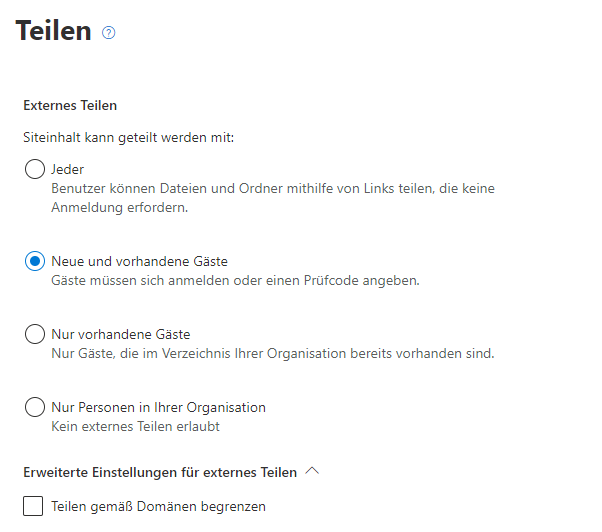 Teilen
Externes Teilen
Siteinhalt kann geteilt werden mit:
Jeder
Benutzer können Dateien und Ordner mithilfe von Links teilen, die keine
Anmeldung erfordern.
Neue und vorhandene Gäste
Gäste müssen sich anmelden oder einen Prüfcode angeben.
Nur vorhandene Gäste
Nur Gäste, die im Verzeichnis Ihrer Organisation bereits vorhanden sind.
Nur Personen in Ihrer Organisation
Kein externes Teilen erlaubt
Erweiterte Einstellungen für externes Teilen
Teilen gemäß Domänen begrenzen